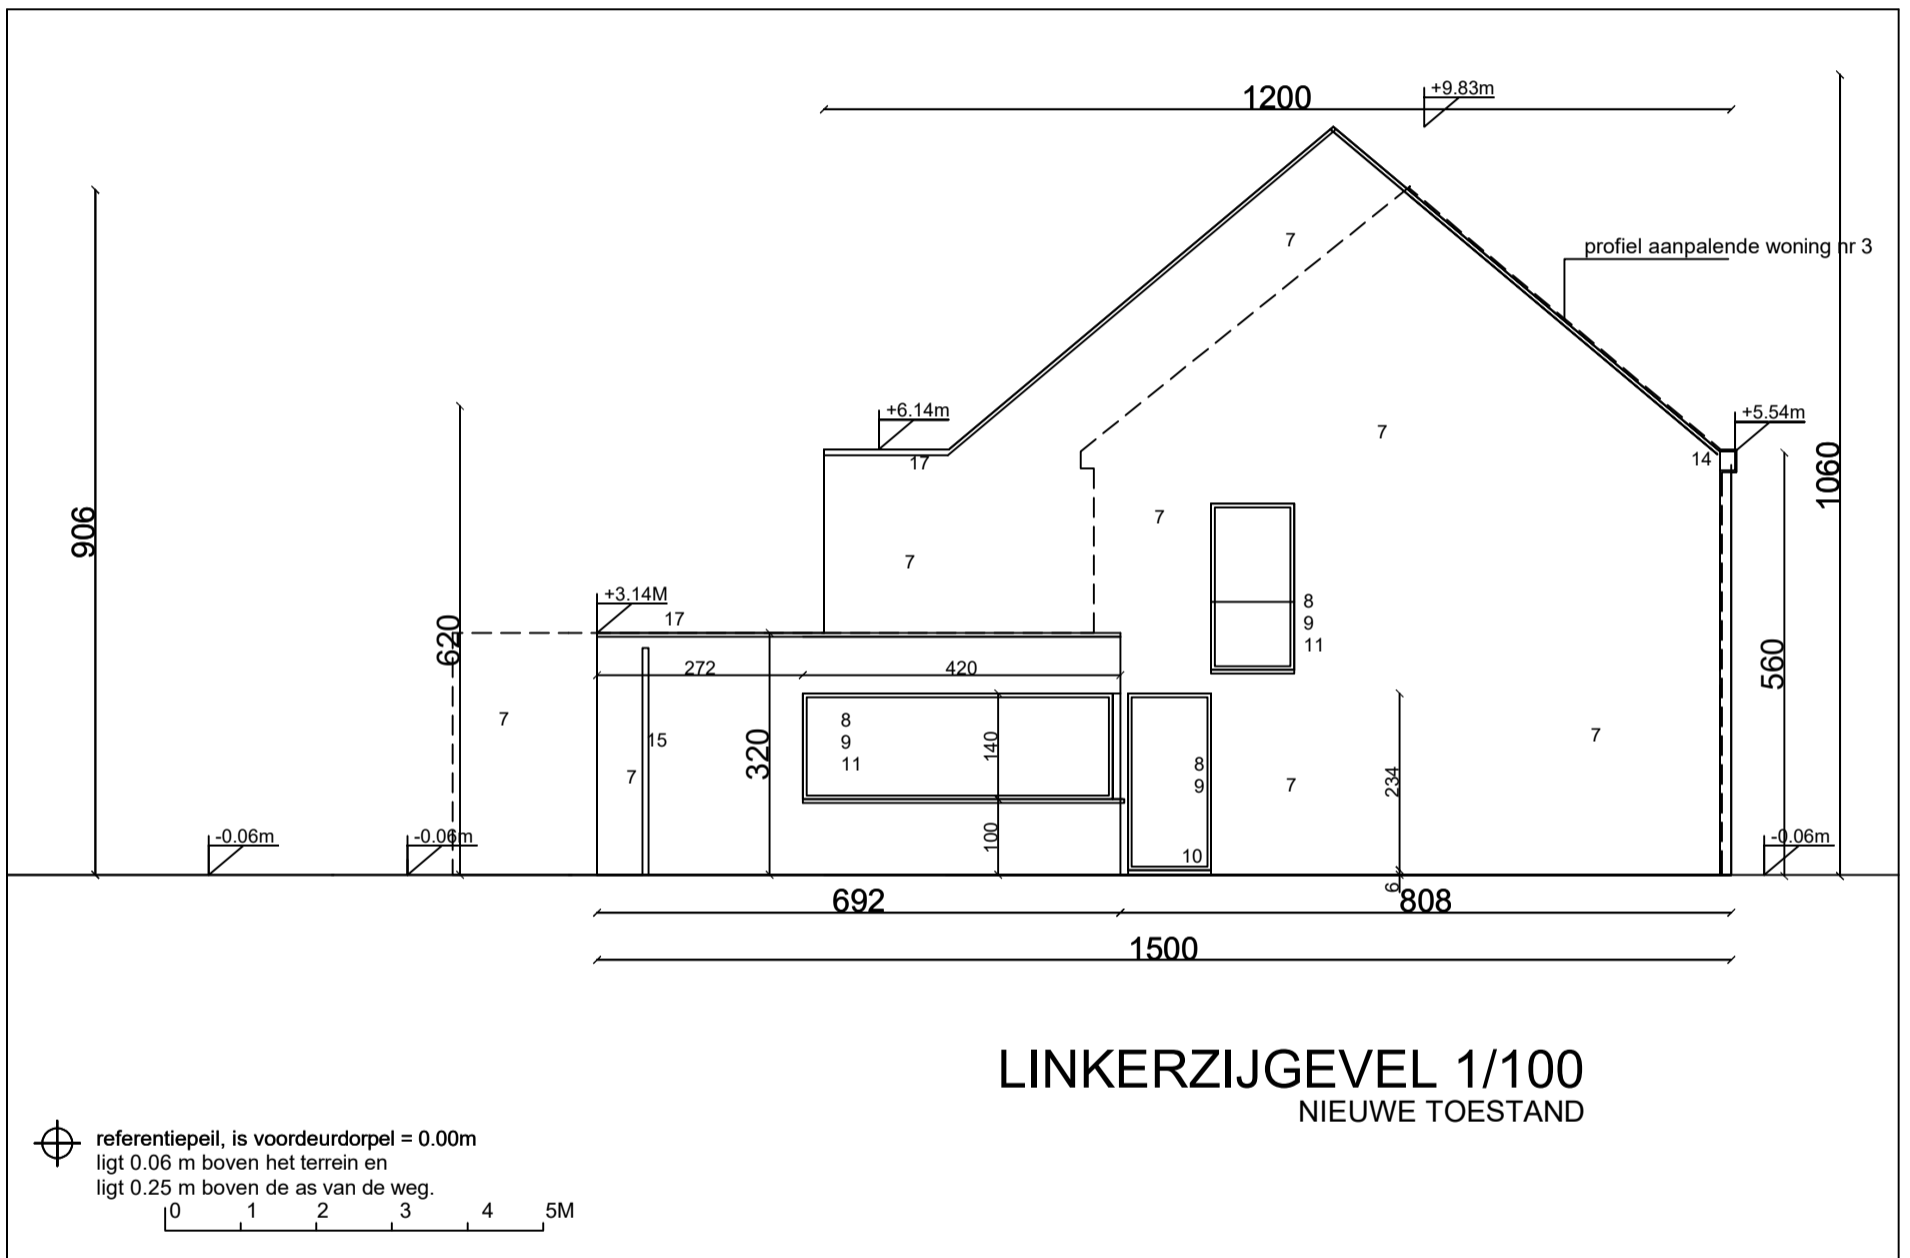 1200
+9.83m
7
profiel aanpalende woning nr 3
+6.14m
+5.54m
17
7
14
1060
906
7
7
+3.14M
17
620
8
9
11
272
420
560
7
8
9
11
15
140
320
7
8
9
7
234
7
-0.06m
-0.06m
100
10
-0.06m
6
692
808
1500
LINKERZIJGEVEL 1/100
NIEUWE TOESTAND
referentiepeil, is voordeurdorpel = 0.00m
ligt 0.06 m boven het terrein en
ligt 0.25 m boven de as van de weg.
0 1 2 3 4 5M